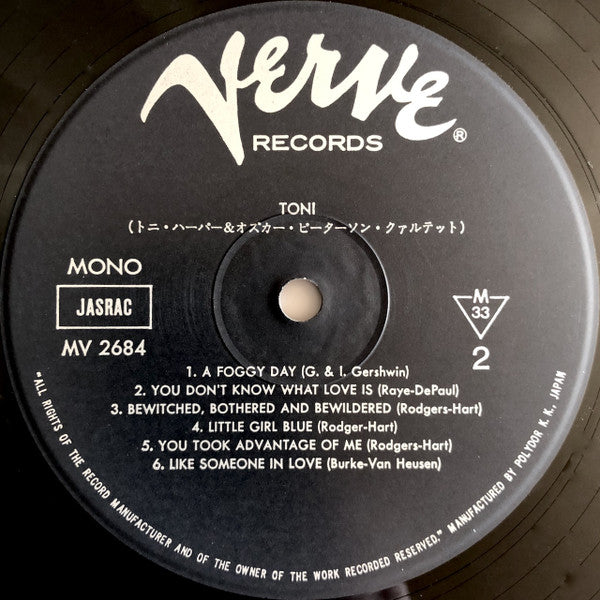 Verve
RECORDS ®
TONI
(トニ・ハーパー&オズカー・ピーターソン・クァルテット)
MONO
JASRAC
MV 2684
M
33
2
1. A FOGGY DAY (G. & I. Gershwin)
2. YOU DON'T KNOW WHAT LOVE IS (Raye-DePaul)
3. BEWITCHED, BOTHERED AND BEWILDERED (Rodgers-Hart)
4. LITTLE GIRL BLUE (Rodger-Hart)
5. YOU TOOK ADVANTAGE OF ME (Rodgers-Hart)
6. LIKE SOMEONE IN LOVE (Burke-Van Heusen)
"ALL RIGHTS OF THE RECORD MANUFACTURER AND OF THE OWNER OF THE WORK RECORDED RESERVED." MANUFACTURED BY POLYDOR K. K., JAPAN